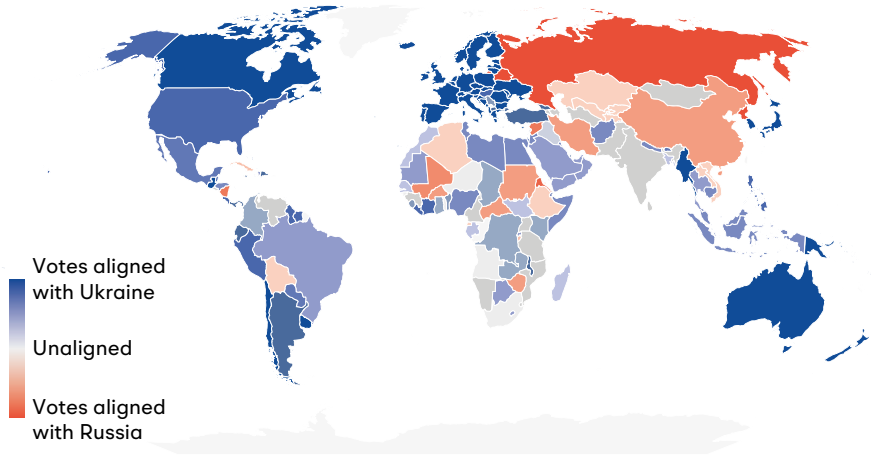 Votes aligned
with Ukraine
Unaligned
Votes aligned
with Russia